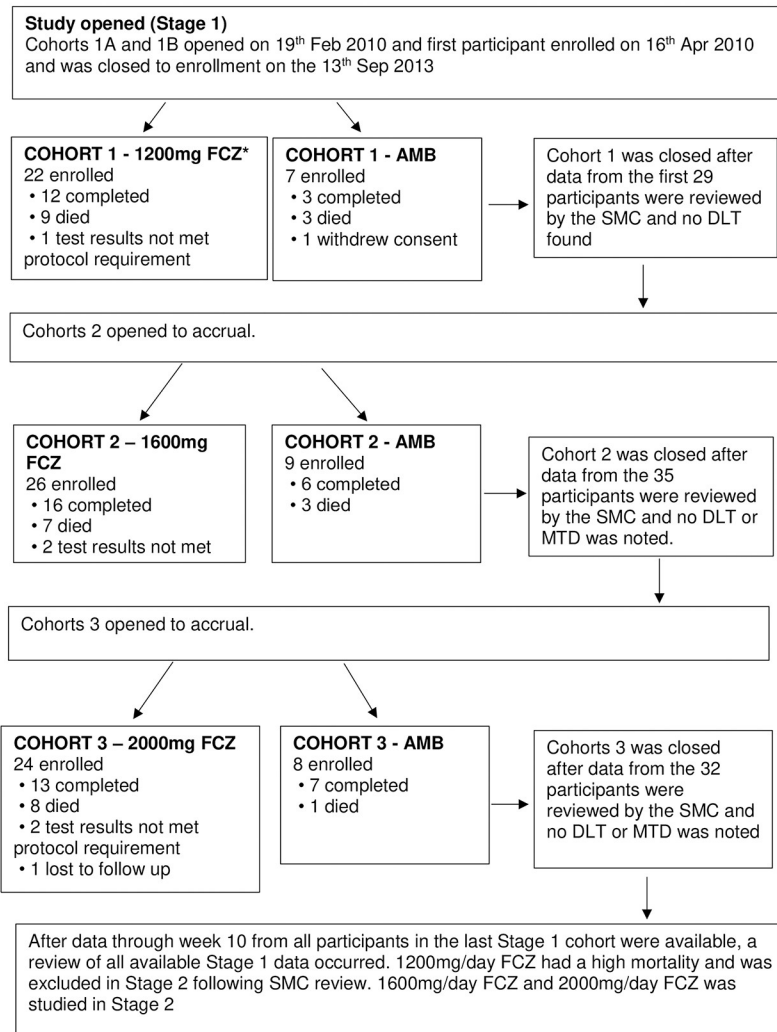 Study opened (Stage 1)
Cohorts 1A and 1B opened on 19th Feb 2010 and first participant enrolled on 16th Apr 2010
and was closed to enrollment on the 13th Sep 2013
COHORT 1 - 1200mg FCZ*
22 enrolled
• 12 completed
• 9 died
• 1 test results not met
protocol requirement
COHORT 1 - AMB
7 enrolled
• 3 completed
• 3 died
• 1 withdrew consent
Cohort 1 was closed after
data from the first 29
participants were reviewed
by the SMC and no DLT
found
Cohorts 2 opened to accrual.
COHORT 2 – 1600mg
FCZ
26 enrolled
• 16 completed
• 7 died
• 2 test results not met
COHORT 2 - AMB
9 enrolled
• 6 completed
• 3 died
Cohort 2 was closed after
data from the 35
participants were reviewed
by the SMC and no DLT or
MTD was noted.
Cohorts 3 opened to accrual.
COHORT 3 – 2000mg FCZ
24 enrolled
• 13 completed
• 8 died
• 2 test results not met
protocol requirement
• 1 lost to follow up
COHORT 3 - AMB
8 enrolled
• 7 completed
• 1 died
Cohorts 3 was closed
after data from the 32
participants were
reviewed by the SMC and
no DLT or MTD was noted
After data through week 10 from all participants in the last Stage 1 cohort were available, a
review of all available Stage 1 data occurred. 1200mg/day FCZ had a high mortality and was
excluded in Stage 2 following SMC review. 1600mg/day FCZ and 2000mg/day FCZ was
studied in Stage 2